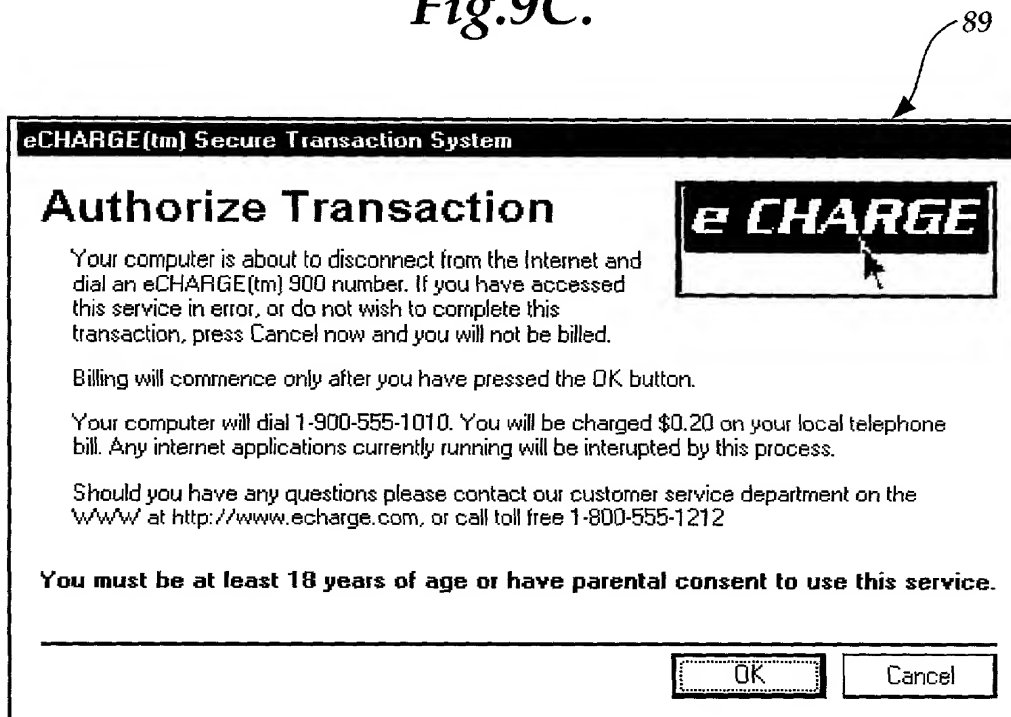 Fig.9C.
89
eCHARGE(tm) Secure Transaction System
Authorize Transaction
e CHARGE
Your computer is about to disconnect from the Internet and
dial an eCHARGE(tm) 900 number. If you have accessed
this service in error, or do not wish to complete this
transaction, press Cancel now and you will not be billed.
Billing will commence only after you have pressed the OK button.
Your computer will dial 1-900-555-1010. You will be charged $0.20 on your local telephone
bill. Any internet applications currently running will be interupted by this process.
Should you have any questions please contact our customer service department on the
WWW at http://www.echarge.com, or call toll free 1-800-555-1212
You must be at least 18 years of age or have parental consent to use this service.
OK
Cancel